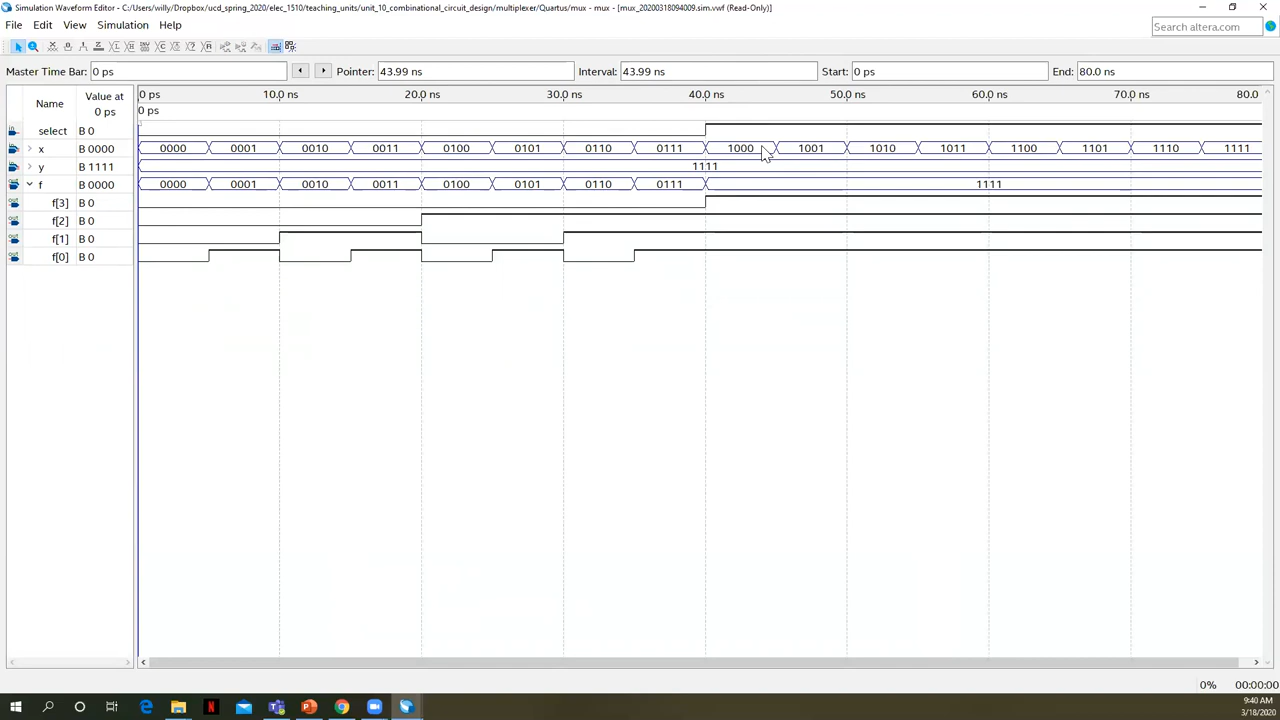 Simulation Waveform Editor - C:/Users/willy/Dropbox/ucd_spring_2020/elec_1510/teaching_units/unit_10_combinational_circuit_design/multiplexer/Quartus/mux - mux - [mux_20200318094009.sim.vwf (Read-Only)]
File Edit View Simulation Help
Search altera.com
Master Time Bar: 0 ps Pointer: 43.99 ns Interval: 43.99 ns Start: 0 ps End: 80.0 ns
Name Value at 0 ps 0 ps 10.0 ns 20.0 ns 30.0 ns 40.0 ns 50.0 ns 60.0 ns 70.0 ns 80.0
0 ps
select B 0
x B 0000 0000 0001 0010 0011 0100 0101 0110 0111 1000 1001 1010 1011 1100 1101 1110 1111
y B 1111 1111
f B 0000 0000 0001 0010 0011 0100 0101 0110 0111 1111
f[3] B 0
f[2] B 0
f[1] B 0
f[0] B 0
0% 00:00:00
9:40 AM
3/18/2020